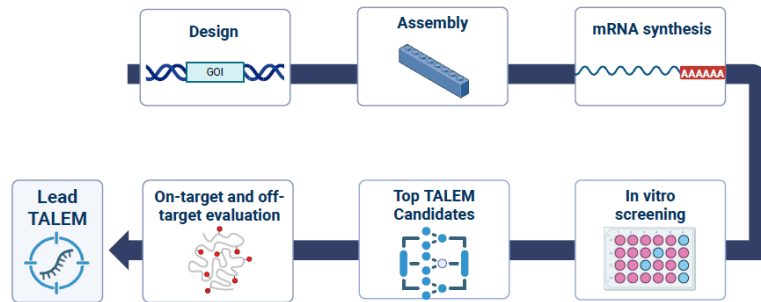 Design
GOI
Assembly
mRNA synthesis
AAAAAA
In vitro
screening
Top TALEM
Candidates
On-target and off-
target evaluation
Lead
TALEM